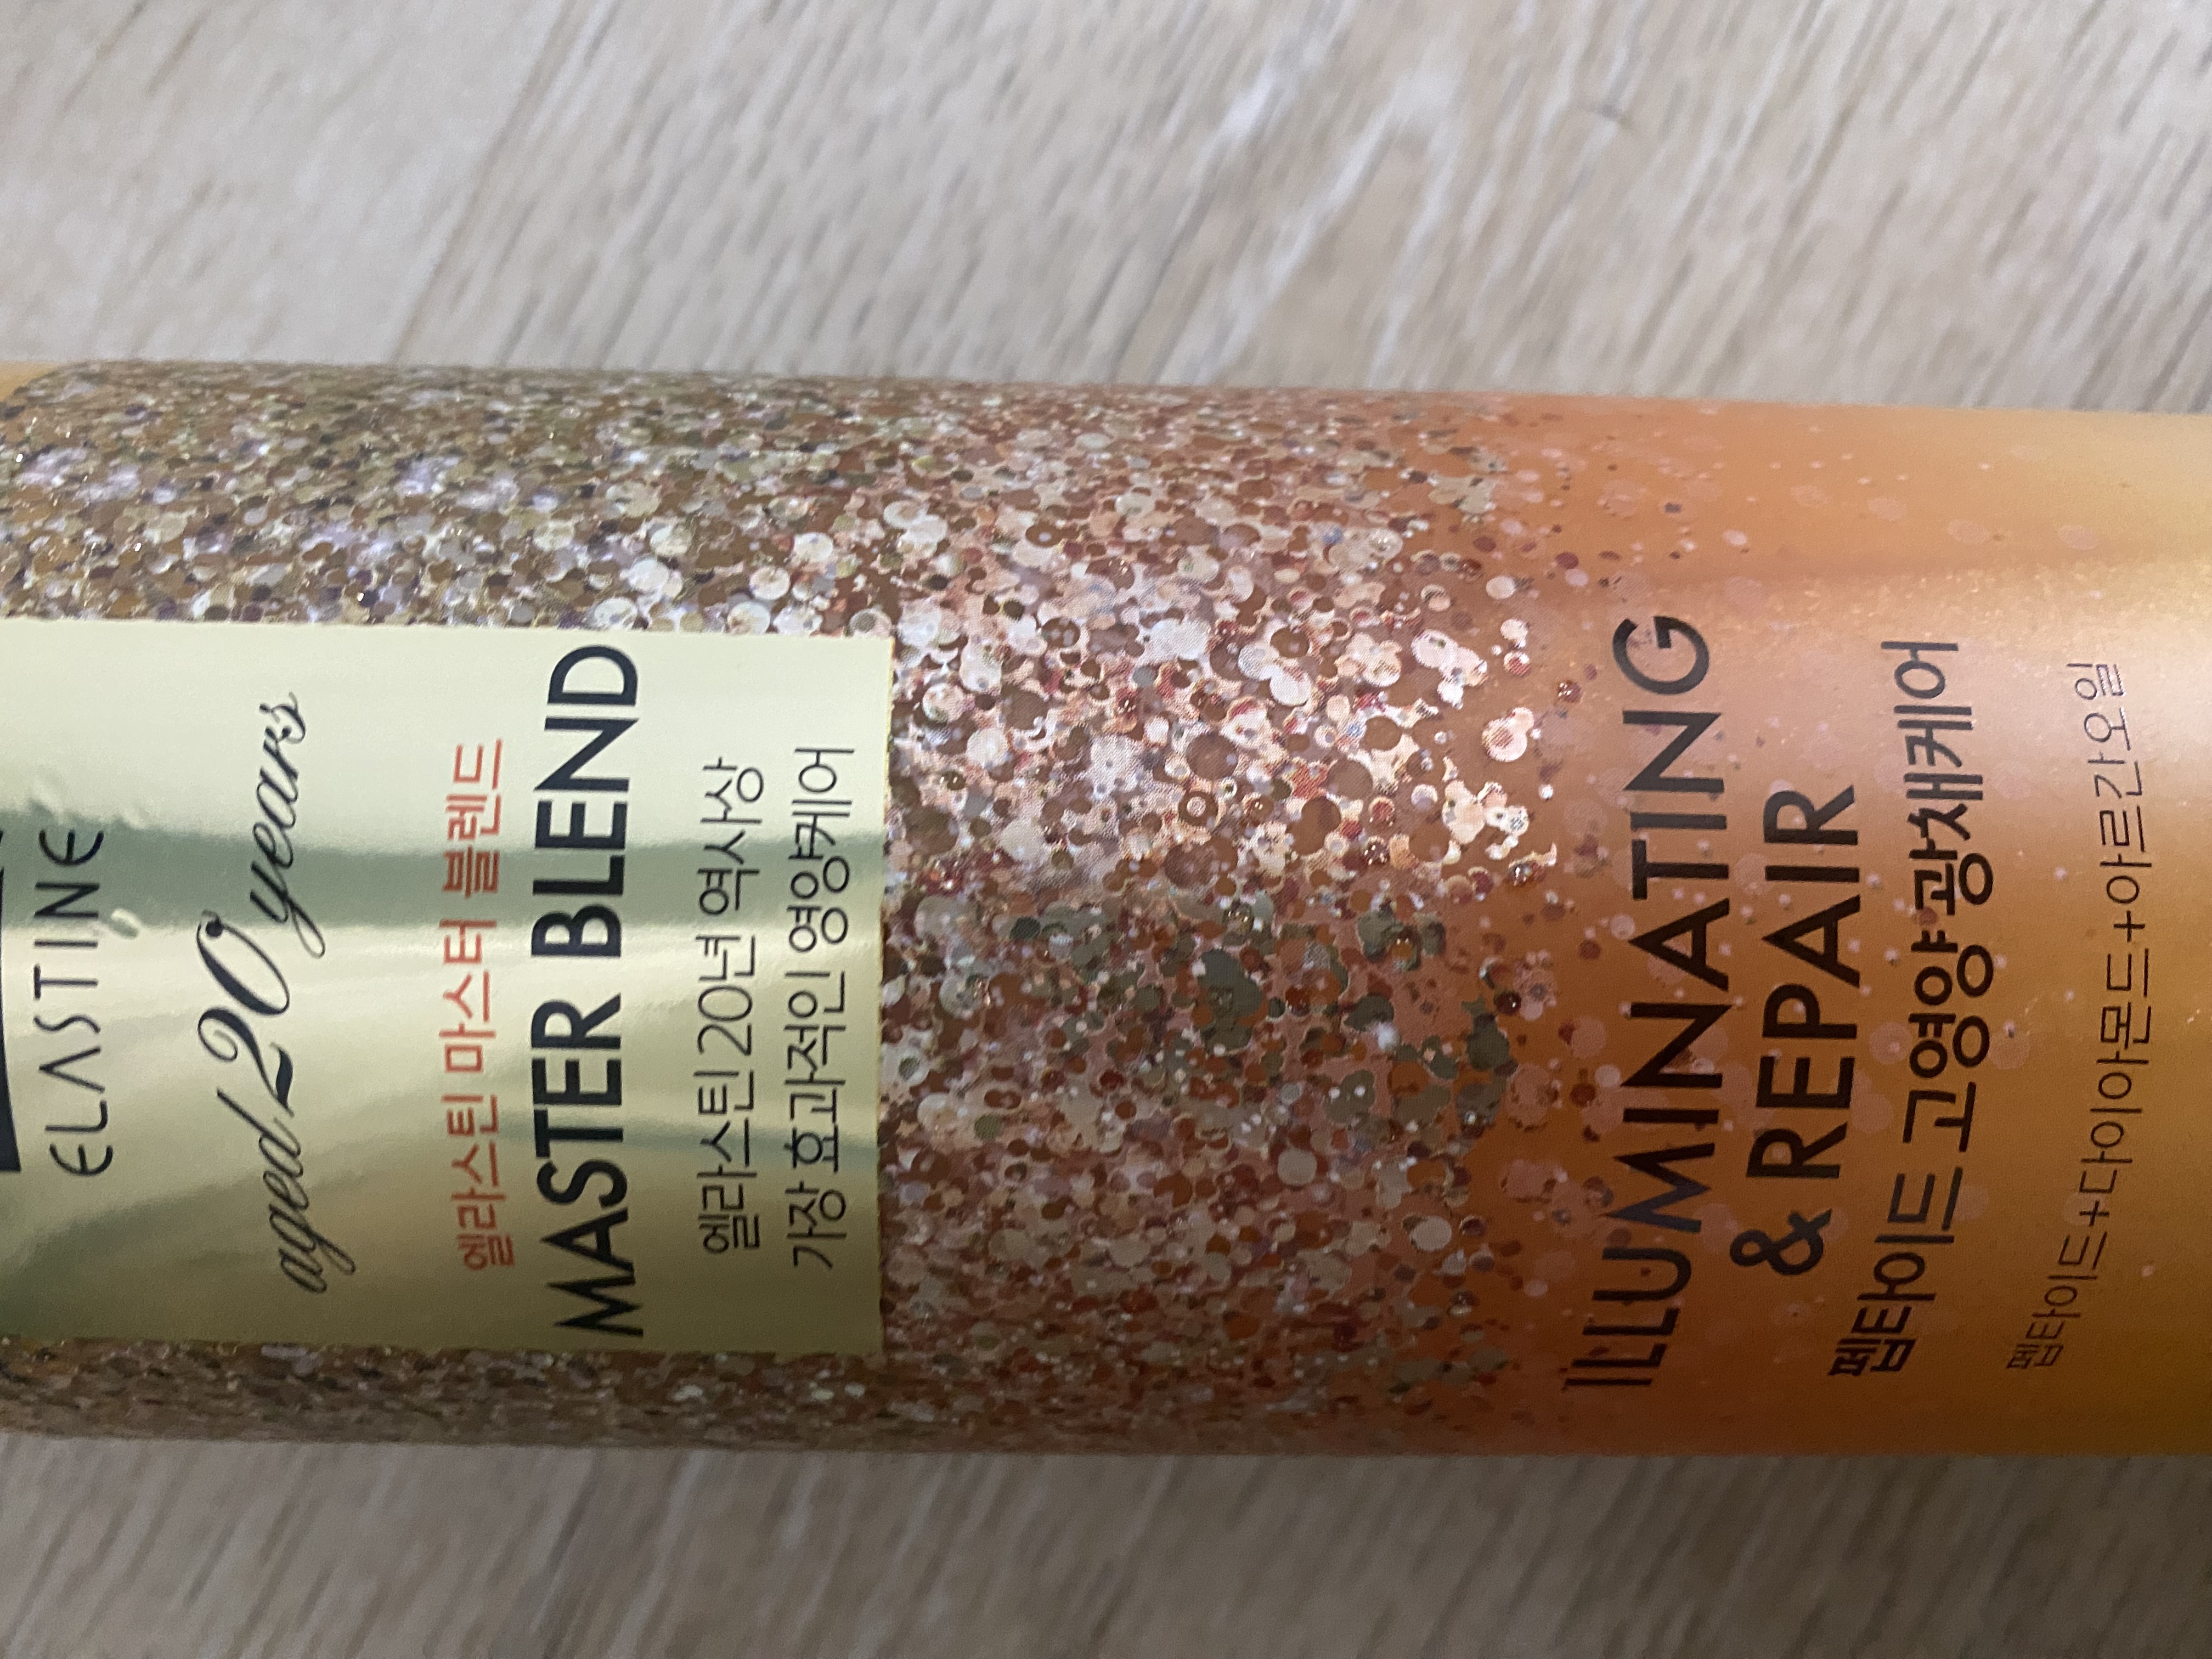 ELASTINE
aged 20 years
엘라스틴 마스터 블렌드
MASTER BLEND
엘라스틴 20년 역사상
가장 효과적인 영양케어
ILLUMINATING
& REPAIR
펩타이드 고영양 광채케어
펩타이드+다이아몬드+아르간오일